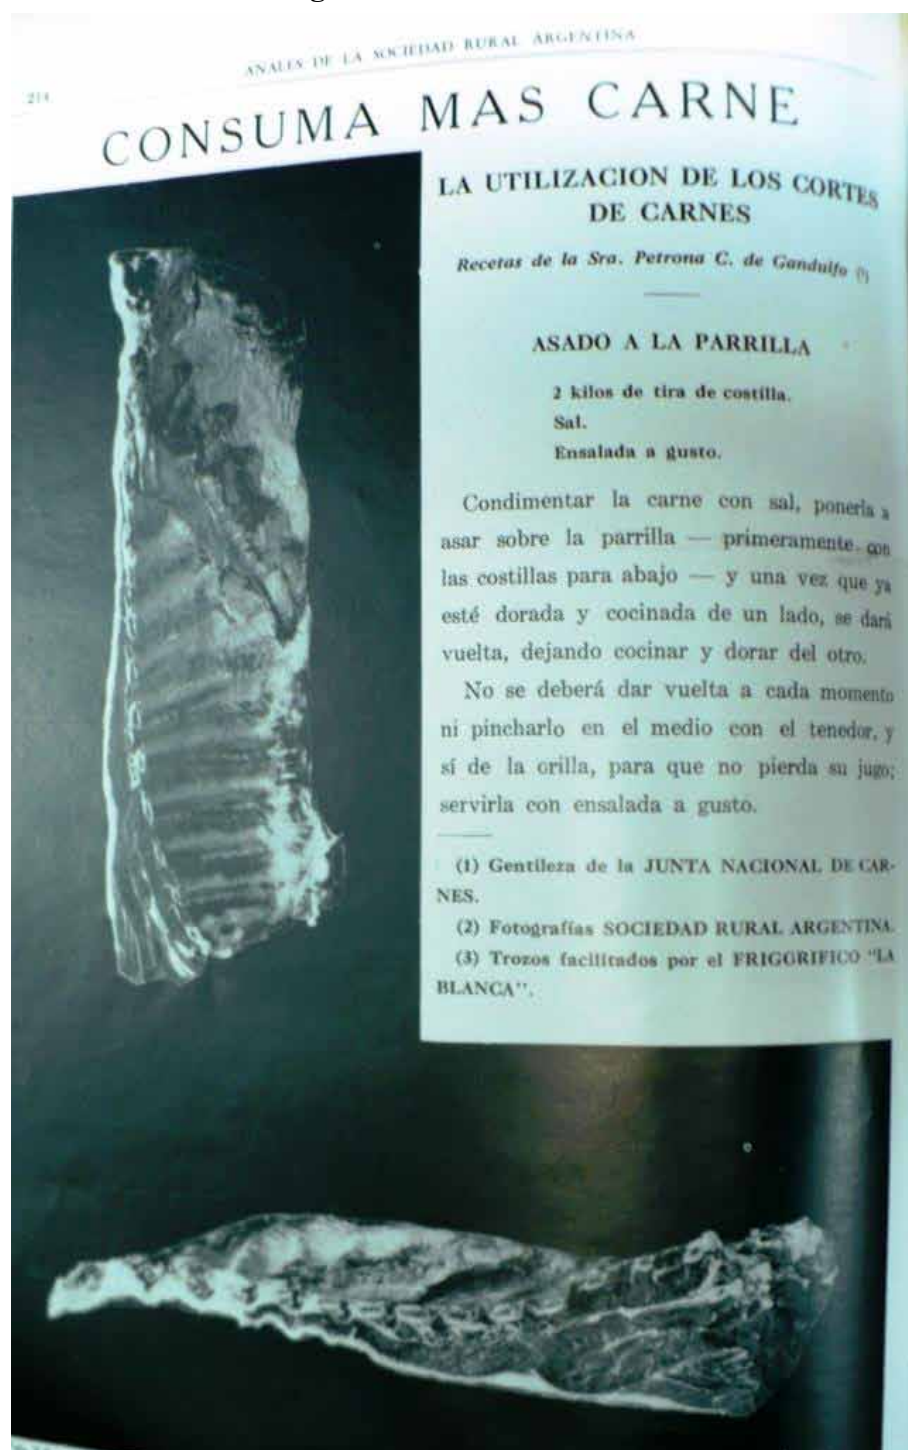 ANALES DE LA SOCIEDAD RURAL ARGENTINA
214
CONSUMA MAS CARNE
LA UTILIZACION DE LOS CORTES
DE CARNES
Recetas de la Sra. Petrona C. de Gandulfo (1)
ASADO A LA PARRILLA
2 kilos de tira de costilla.
Sal.
Ensalada a gusto.
Condimentar la carne con sal, ponerla a
asar sobre la parrilla — primeramente con
las costillas para abajo — y una vez que ya
esté dorada y cocinada de un lado, se dará
vuelta, dejando cocinar y dorar del otro.
No se deberá dar vuelta a cada momento
ni pincharlo en el medio con el tenedor, y
sí de la orilla, para que no pierda su jugo;
servirla con ensalada a gusto.
(1) Gentileza de la JUNTA NACIONAL DE CAR-
NES.
(2) Fotografías SOCIEDAD RURAL ARGENTINA.
(3) Trozos facilitados por el FRIGORIFICO "LA
BLANCA".